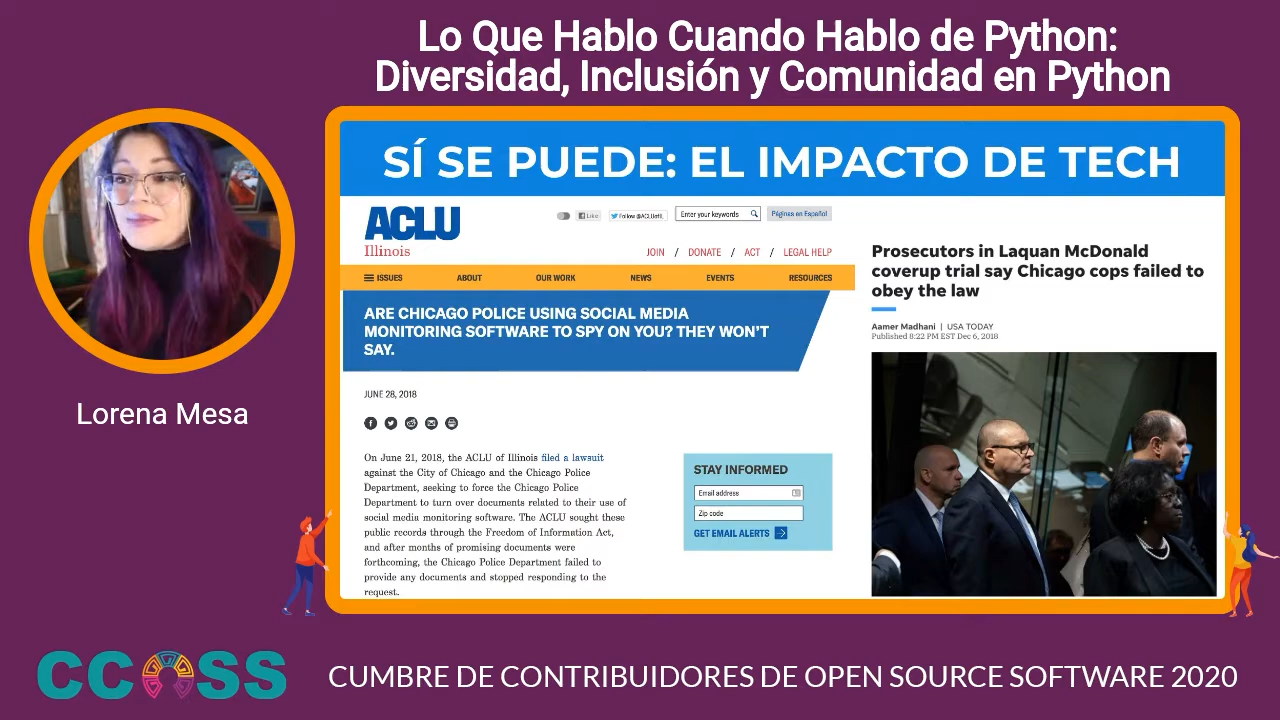 Lo Que Hablo Cuando Hablo de Python:
Diversidad, Inclusión y Comunidad en Python
Lorena Mesa
SÍ SE PUEDE: EL IMPACTO DE TECH
ACLU
Illinois
Like
Follow @ACLUofIL
Enter your keywords
Páginas en Español
JOIN / DONATE / ACT / LEGAL HELP
ISSUES ABOUT OUR WORK NEWS EVENTS RESOURCES
ARE CHICAGO POLICE USING SOCIAL MEDIA
MONITORING SOFTWARE TO SPY ON YOU? THEY WON'T
SAY.
JUNE 28, 2018
On June 21, 2018, the ACLU of Illinois filed a lawsuit
against the City of Chicago and the Chicago Police
Department, seeking to force the Chicago Police
Department to turn over documents related to their use of
social media monitoring software. The ACLU sought these
public records through the Freedom of Information Act,
and after months of promising documents were
forthcoming, the Chicago Police Department failed to
provide any documents and stopped responding to the
request.
STAY INFORMED
Email address
Zip code
GET EMAIL ALERTS
Prosecutors in Laquan McDonald
coverup trial say Chicago cops failed to
obey the law
Aamer Madhani | USA TODAY
Published 8:22 PM EST Dec 6, 2018
CCOSS
CUMBRE DE CONTRIBUIDORES DE OPEN SOURCE SOFTWARE 2020